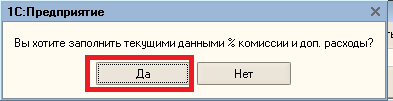 1С:Предприятие
Вы хотите заполнить текущими данными % комиссии и доп. расходы?
Да
Нет